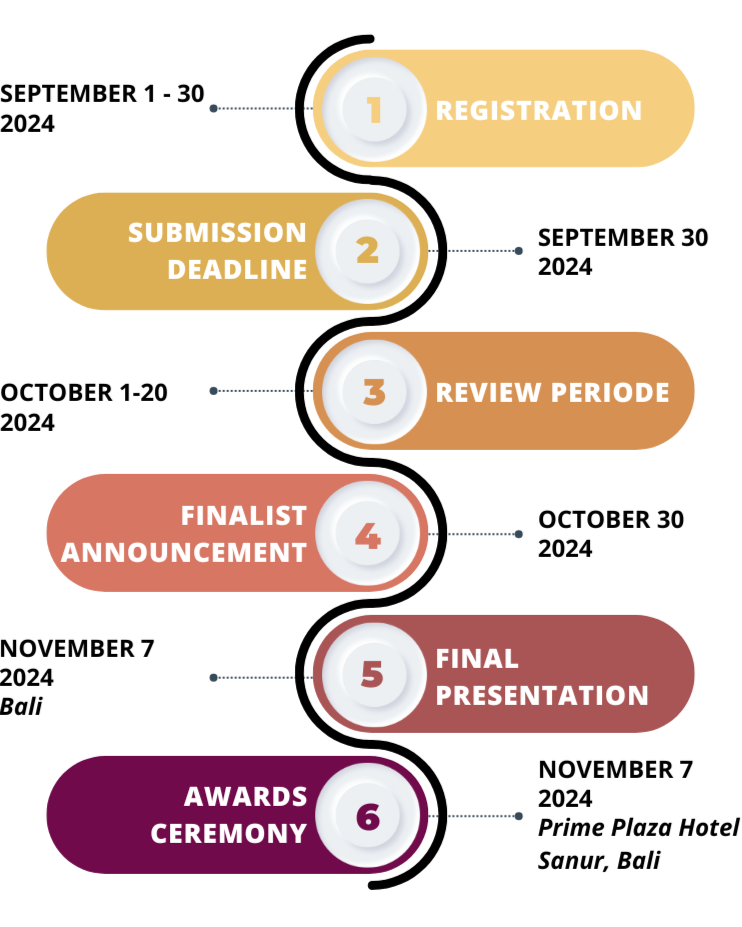 SEPTEMBER 1 - 30
2024
1
REGISTRATION
SUBMISSION
DEADLINE
2
SEPTEMBER 30
2024
OCTOBER 1-20
2024
3
REVIEW PERIODE
FINALIST
ANNOUNCEMENT
4
OCTOBER 30
2024
NOVEMBER 7
2024
Bali
5
FINAL
PRESENTATION
AWARDS
CEREMONY
6
NOVEMBER 7
2024
Prime Plaza Hotel
Sanur, Bali